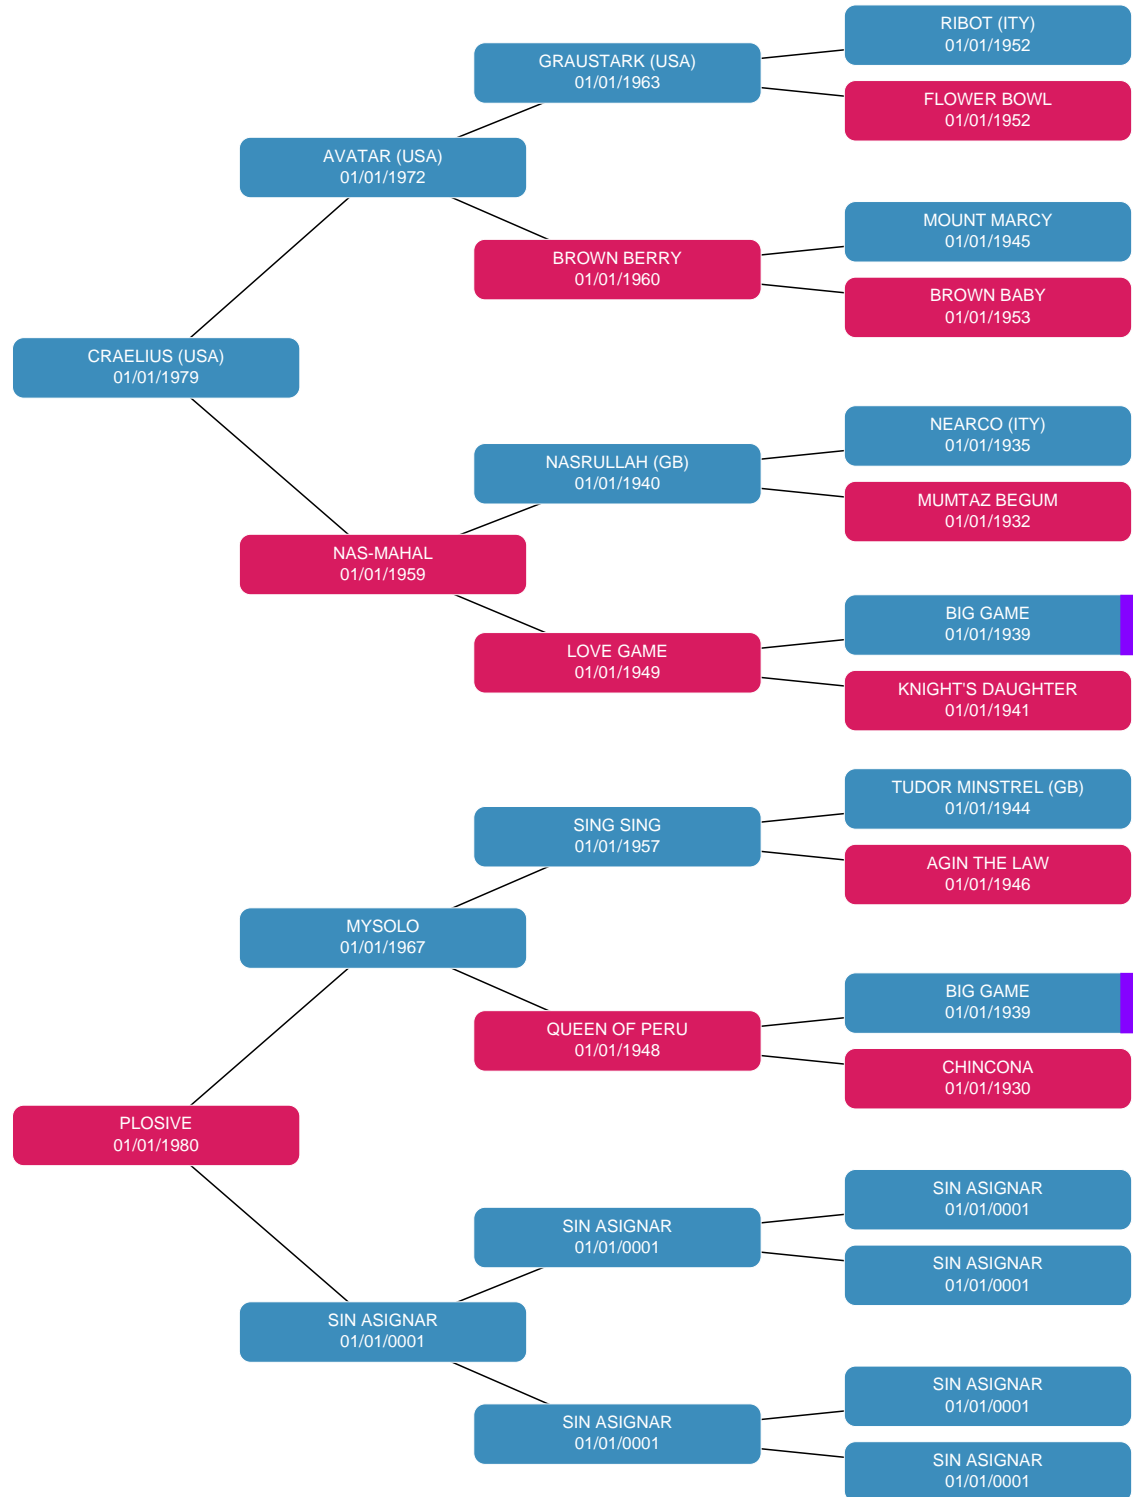 RIBOT (ITY)
01/01/1952
GRAUSTARK (USA)
01/01/1963
FLOWER BOWL
01/01/1952
AVATAR (USA)
01/01/1972
MOUNT MARCY
01/01/1945
BROWN BERRY
01/01/1960
BROWN BABY
01/01/1953
CRAELIUS (USA)
01/01/1979
NEARCO (ITY)
01/01/1935
NASRULLAH (GB)
01/01/1940
MUMTAZ BEGUM
01/01/1932
NAS-MAHAL
01/01/1959
BIG GAME
01/01/1939
LOVE GAME
01/01/1949
KNIGHT'S DAUGHTER
01/01/1941
TUDOR MINSTREL (GB)
01/01/1944
SING SING
01/01/1957
AGIN THE LAW
01/01/1946
MYSOLO
01/01/1967
BIG GAME
01/01/1939
QUEEN OF PERU
01/01/1948
CHINCONA
01/01/1930
PLOSIVE
01/01/1980
SIN ASIGNAR
01/01/0001
SIN ASIGNAR
01/01/0001
SIN ASIGNAR
01/01/0001
SIN ASIGNAR
01/01/0001
SIN ASIGNAR
01/01/0001
SIN ASIGNAR
01/01/0001
SIN ASIGNAR
01/01/0001